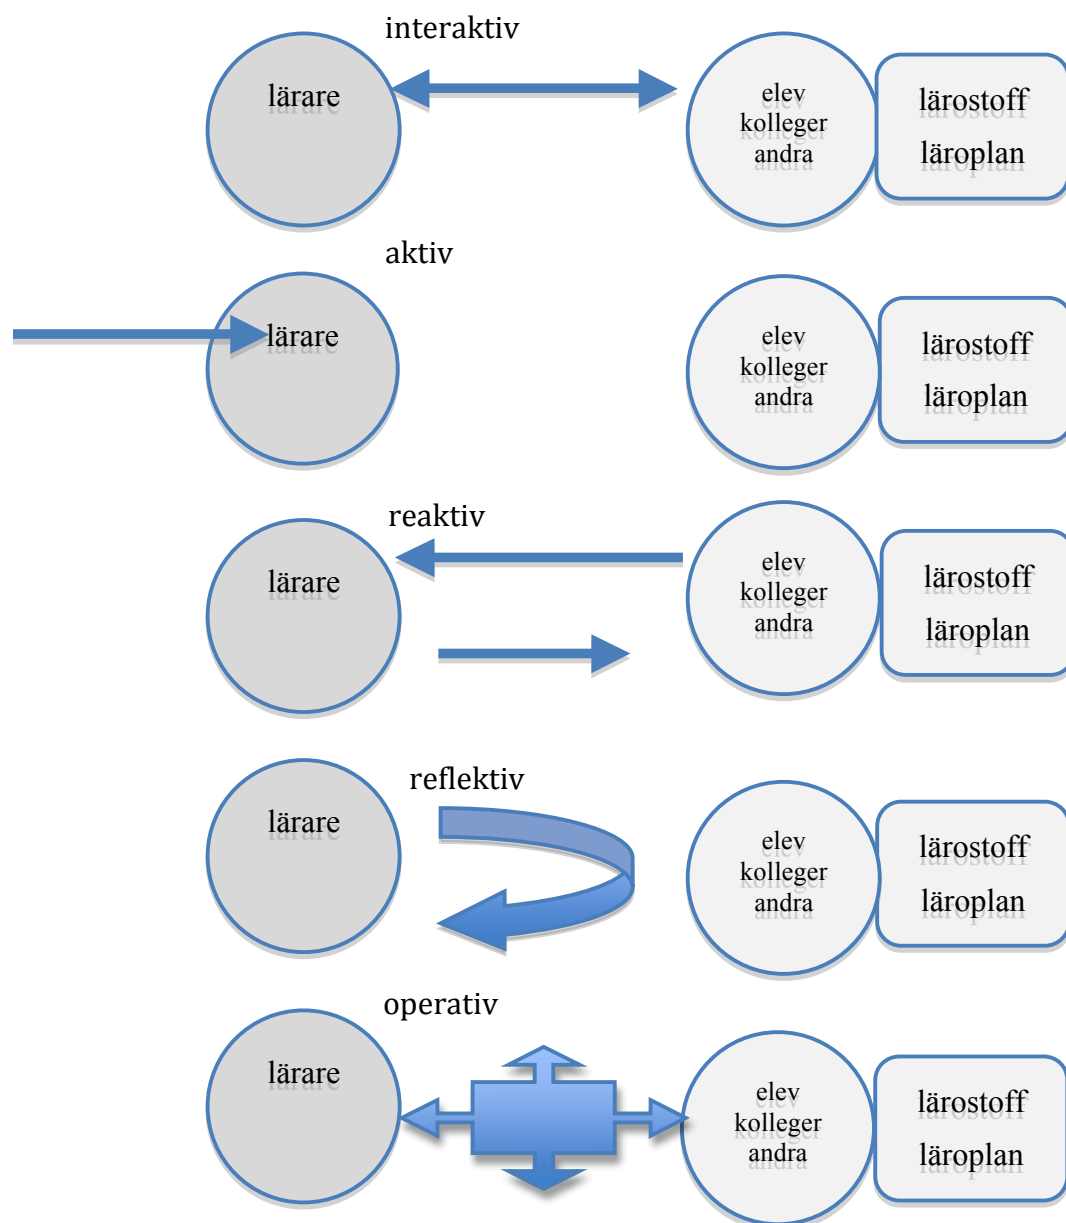 interaktiv
lärare
elev
kolleger
andra
lärostoff
läroplan
aktiv
lärare
elev
kolleger
andra
lärostoff
läroplan
reaktiv
lärare
elev
kolleger
andra
lärostoff
läroplan
reflektiv
lärare
elev
kolleger
andra
lärostoff
läroplan
operativ
lärare
elev
kolleger
andra
lärostoff
läroplan